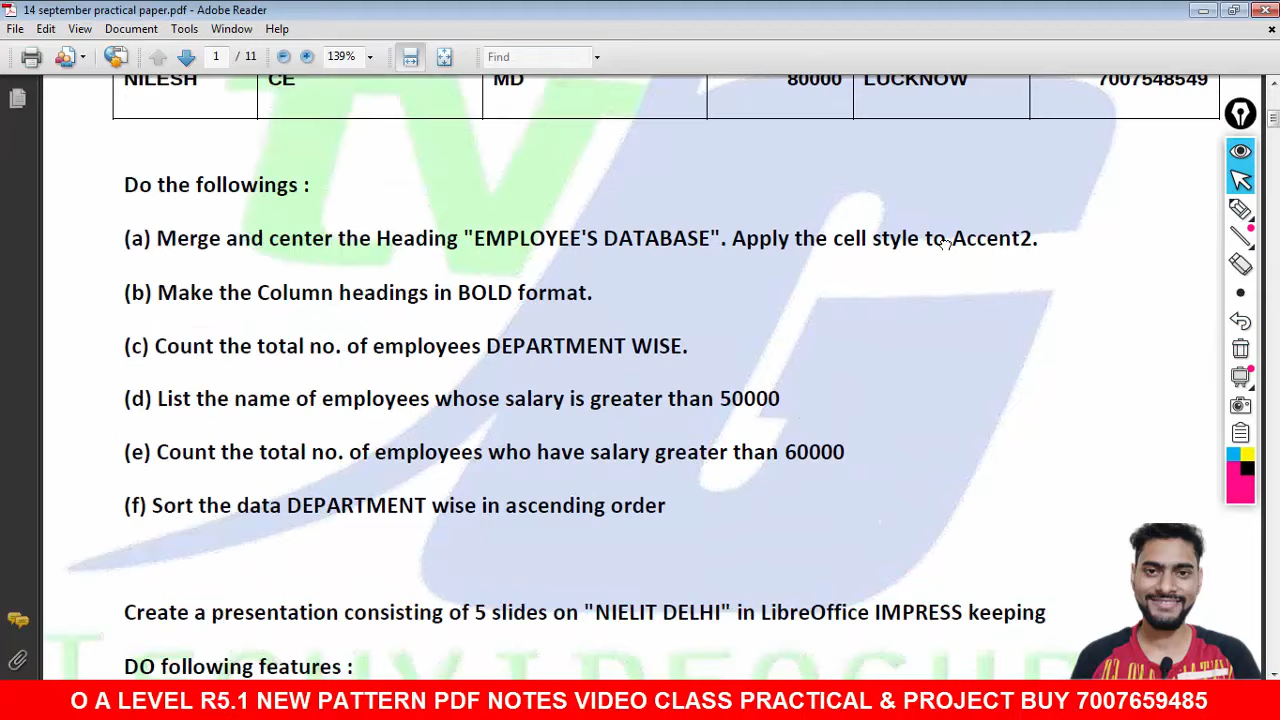 14 september practical paper.pdf - Adobe Reader
File Edit View Document Tools Window Help
1 / 11 139% Find
NILESH CE MD 80000 LUCKNOW 7007548549
Do the followings :
(a) Merge and center the Heading "EMPLOYEE'S DATABASE". Apply the cell style to Accent2.
(b) Make the Column headings in BOLD format.
(c) Count the total no. of employees DEPARTMENT WISE.
(d) List the name of employees whose salary is greater than 50000
(e) Count the total no. of employees who have salary greater than 60000
(f) Sort the data DEPARTMENT wise in ascending order
Create a presentation consisting of 5 slides on "NIELIT DELHI" in LibreOffice IMPRESS keeping
DO following features :
O A LEVEL R5.1 NEW PATTERN PDF NOTES VIDEO CLASS PRACTICAL & PROJECT BUY 7007659485